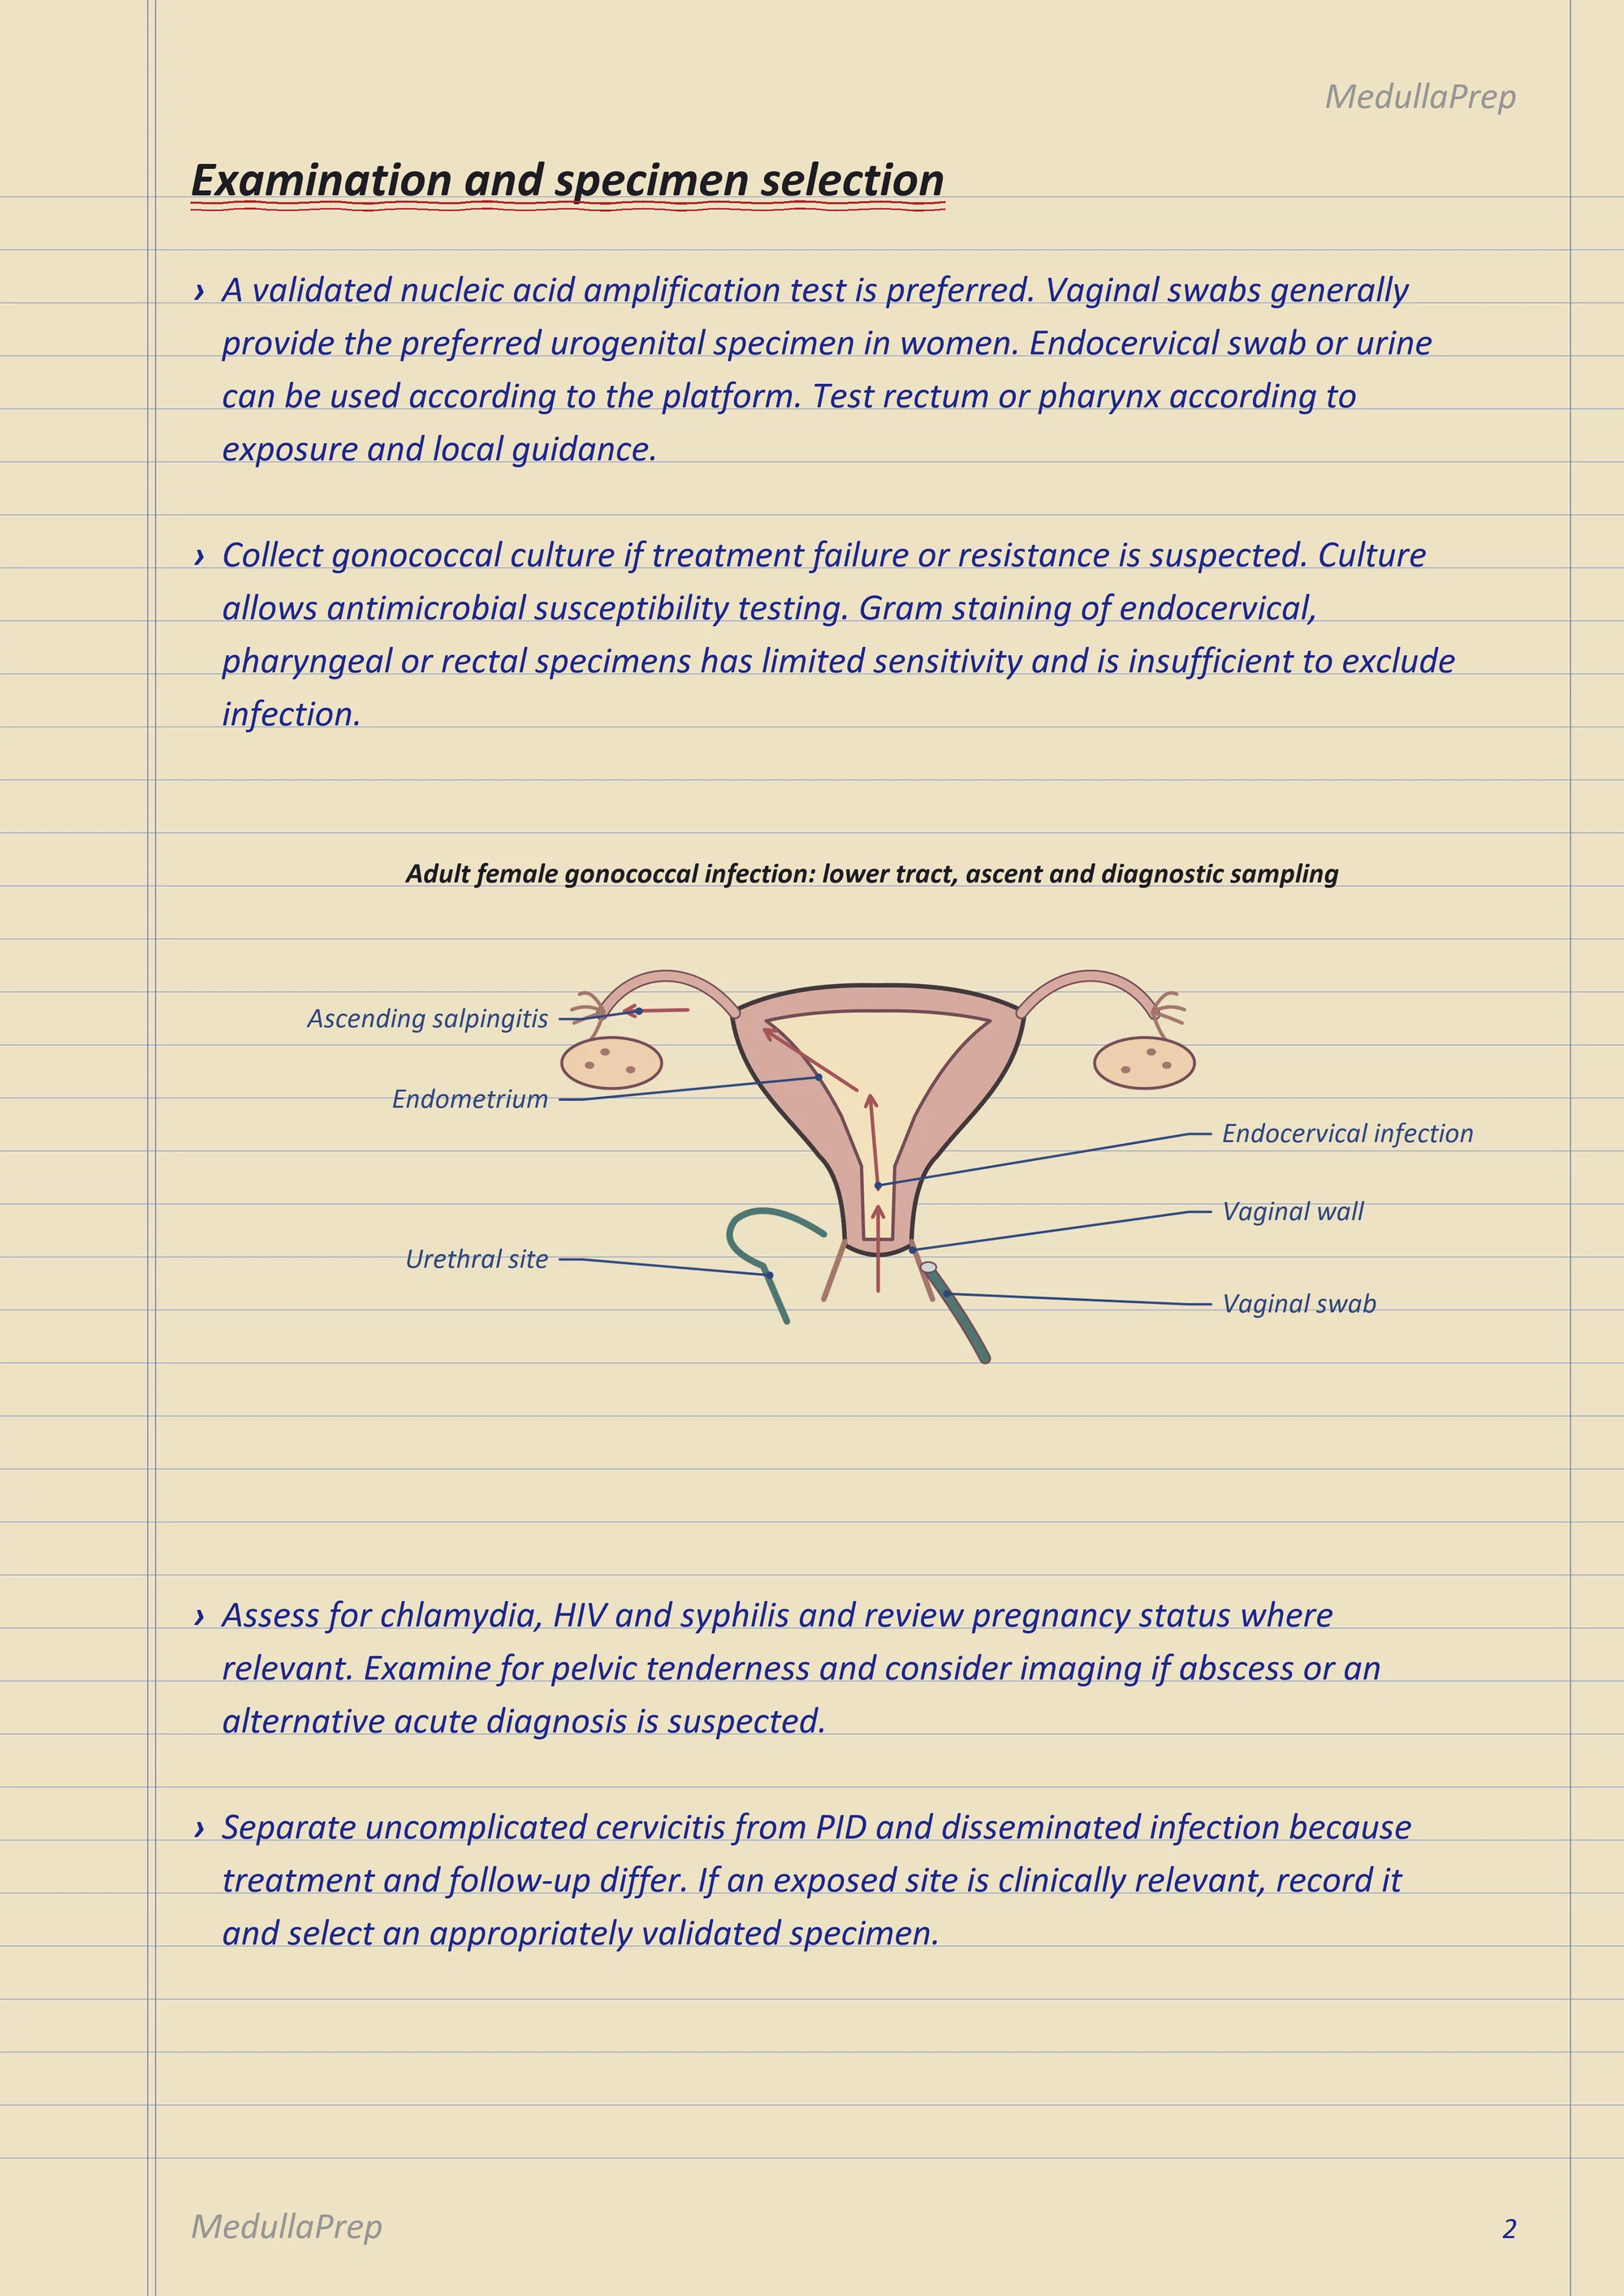 MedullaPrep
Examination and specimen selection
› A validated nucleic acid amplification test is preferred. Vaginal swabs generally
provide the preferred urogenital specimen in women. Endocervical swab or urine
can be used according to the platform. Test rectum or pharynx according to
exposure and local guidance.
› Collect gonococcal culture if treatment failure or resistance is suspected. Culture
allows antimicrobial susceptibility testing. Gram staining of endocervical,
pharyngeal or rectal specimens has limited sensitivity and is insufficient to exclude
infection.
Adult female gonococcal infection: lower tract, ascent and diagnostic sampling
Ascending salpingitis
Endometrium
Endocervical infection
Vaginal wall
Urethral site
Vaginal swab
› Assess for chlamydia, HIV and syphilis and review pregnancy status where
relevant. Examine for pelvic tenderness and consider imaging if abscess or an
alternative acute diagnosis is suspected.
› Separate uncomplicated cervicitis from PID and disseminated infection because
treatment and follow-up differ. If an exposed site is clinically relevant, record it
and select an appropriately validated specimen.
MedullaPrep
2